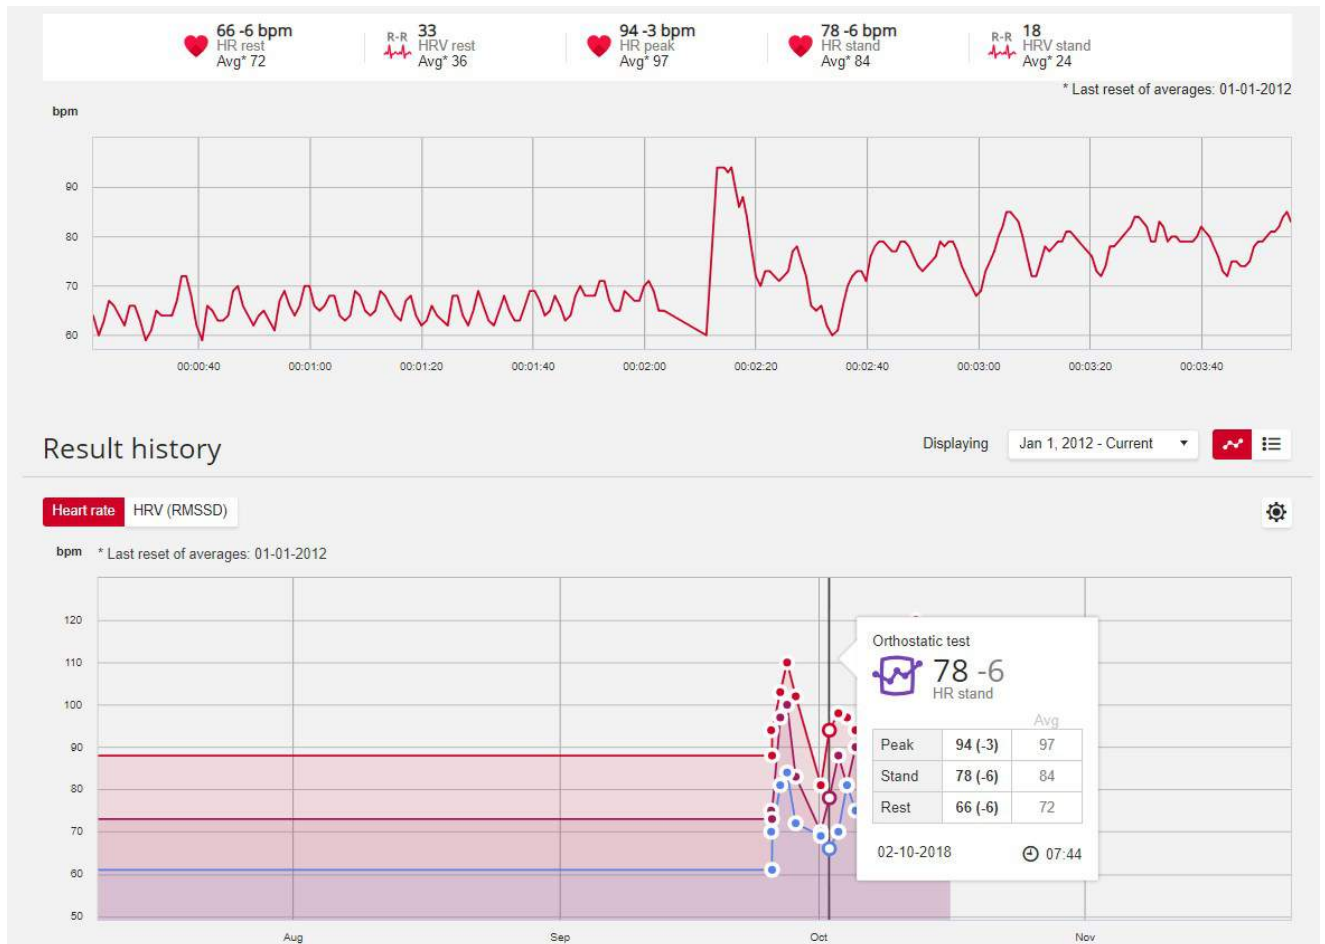 66 -6 bpm
HR rest
Avg* 72
R-R
33
HRV rest
Avg* 36
94 -3 bpm
HR peak
Avg* 97
78 -6 bpm
HR stand
Avg* 84
R-R
18
HRV stand
Avg* 24
* Last reset of averages: 01-01-2012
bpm
90
80
70
60
00:00:40 00:01:00 00:01:20 00:01:40 00:02:00 00:02:20 00:02:40 00:03:00 00:03:20 00:03:40
Result history
Displaying
Jan 1, 2012 - Current
Heart rate HRV (RMSSD)
bpm * Last reset of averages: 01-01-2012
120
110
100
90
80
70
60
50
Aug Sep Oct Nov
Orthostatic test
78 -6
HR stand
Avg
Peak 94 (-3) 97
Stand 78 (-6) 84
Rest 66 (-6) 72
02-10-2018 07:44